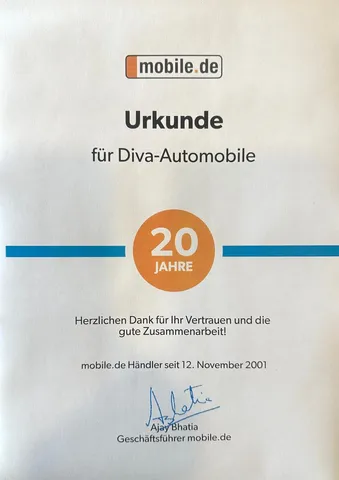 mobile.de
Urkunde
für Diva-Automobile
20
JAHRE
Herzlichen Dank für Ihr Vertrauen und die
gute Zusammenarbeit!
mobile.de Händler seit 12. November 2001
Ajay Bhatia
Geschäftsführer mobile.de